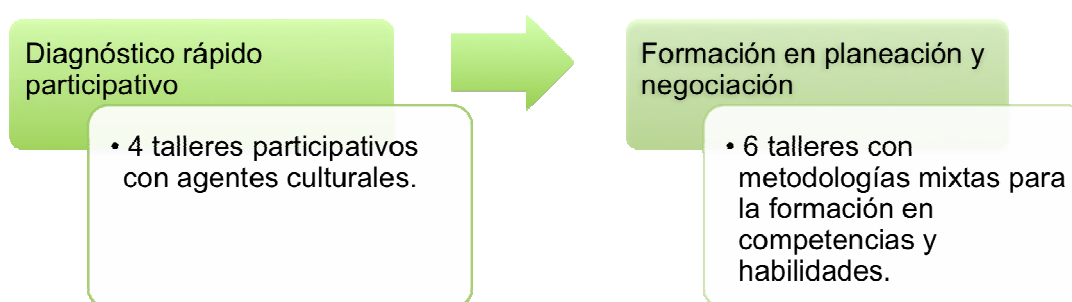 Diagnóstico rápido
participativo
• 4 talleres participativos
con agentes culturales.
Formación en planeación y
negociación
• 6 talleres con
metodologías mixtas para
la formación en
competencias y
habilidades.